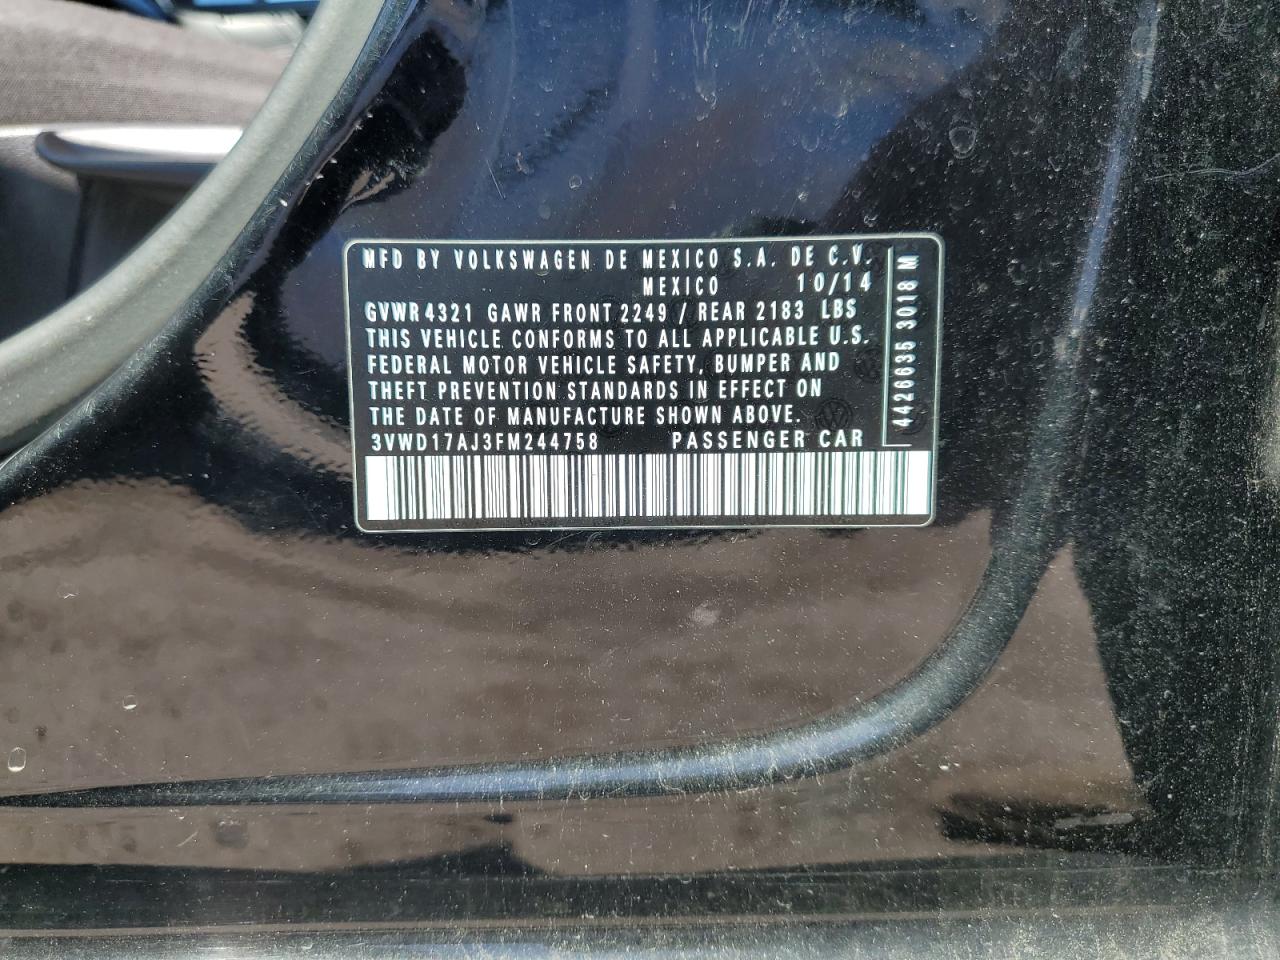 MFD BY VOLKSWAGEN DE MEXICO S.A. DE C.V.
MEXICO 10/14
GVWR 4321 GAWR FRONT 2249 / REAR 2183 LBS
THIS VEHICLE CONFORMS TO ALL APPLICABLE U.S.
FEDERAL MOTOR VEHICLE SAFETY, BUMPER AND
THEFT PREVENTION STANDARDS IN EFFECT ON
THE DATE OF MANUFACTURE SHOWN ABOVE.
3VWD17AJ3FM244758 PASSENGER CAR
4426635 3018 M